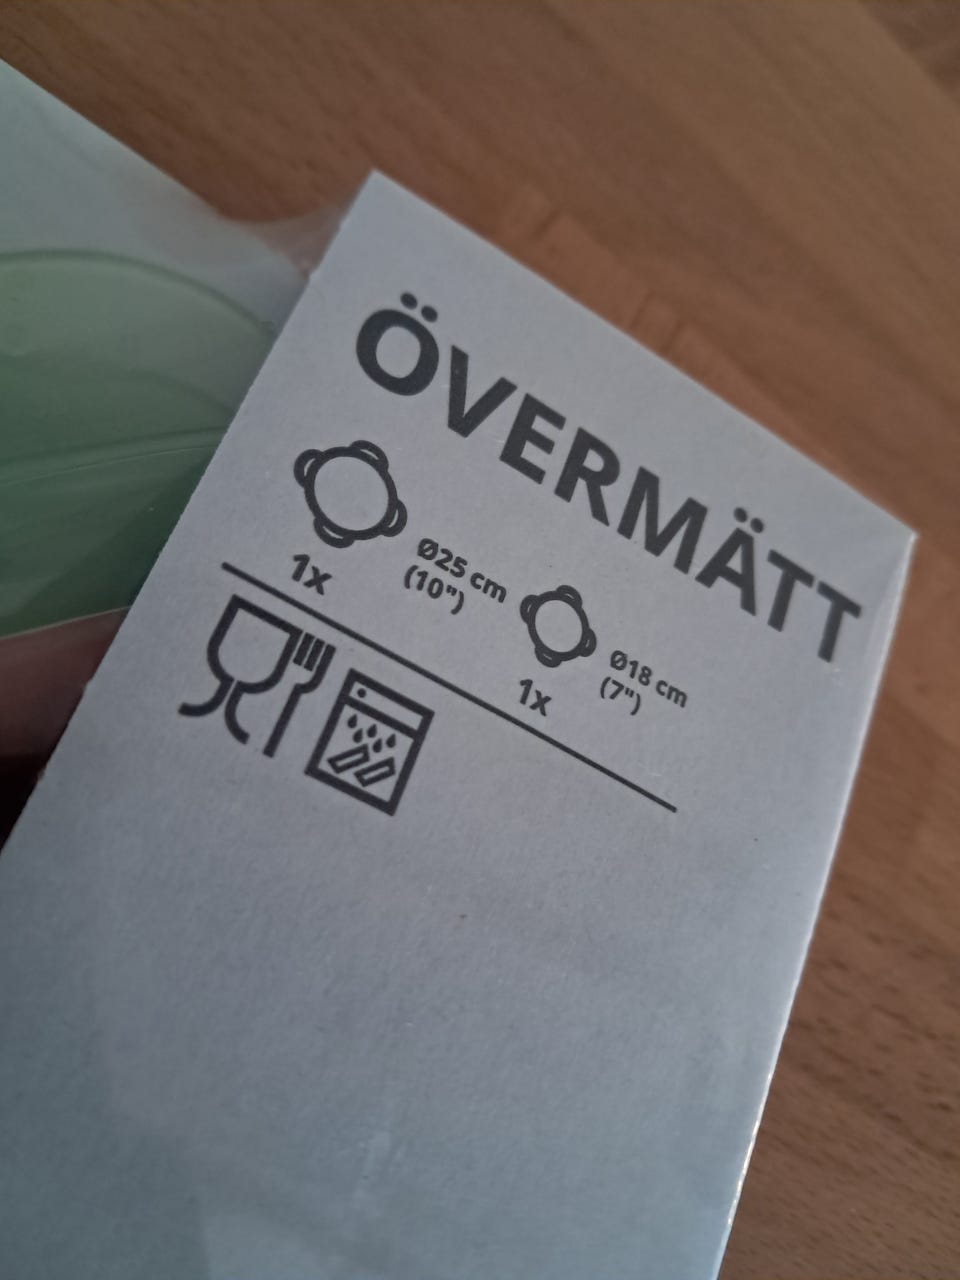 ÖVERMÄTT
Ø25 cm
(10")
1x
Ø18 cm
(7")
1x